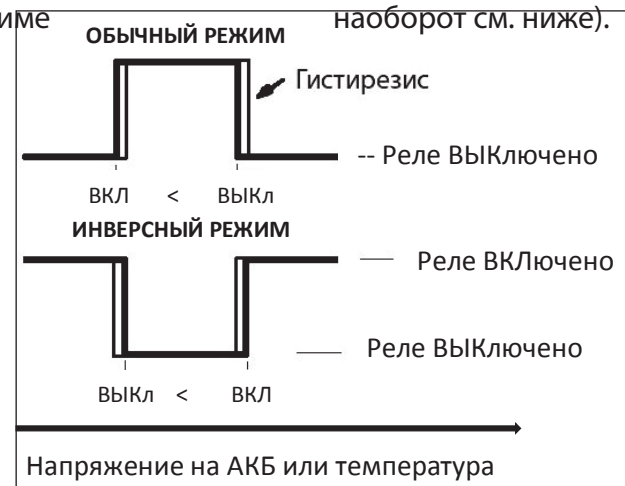 име наоборот см. ниже).
ОБЫЧНЫЙ РЕЖИМ
Гистирезис
-- Реле ВЫКлючено
ВКЛ < ВЫКл
ИНВЕРСНЫЙ РЕЖИМ
Реле ВКЛючено
Реле ВЫКлючено
ВЫКл < ВКЛ
Напряжение на АКБ или температура